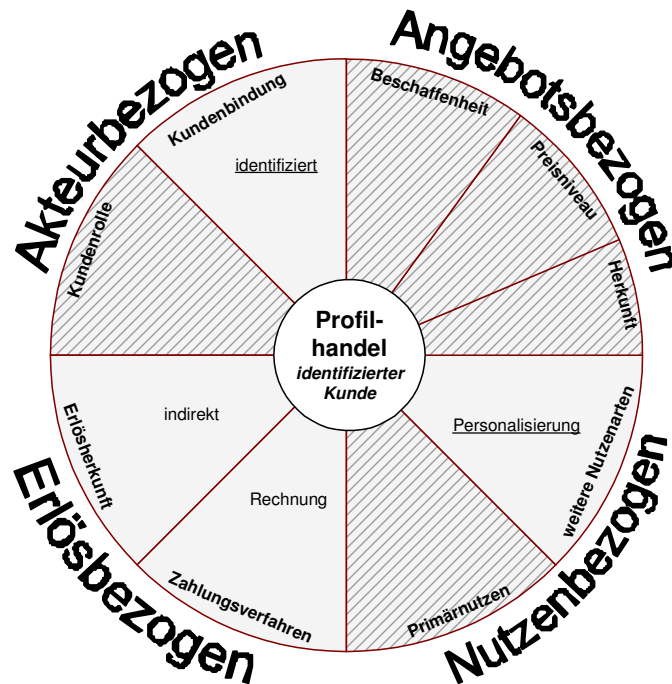 Akteurbezogen
Angebotsbezogen
Kundenbindung
identifiziert
Beschaffenheit
Preisniveau
Herkunft
Kundenrolle
Profil-
handel
identifizierter
Kunde
Erlösherkunft
indirekt
Personalisierung
weitere Nutzenarten
Rechnung
Zahlungsverfahren
Primärnutzen
Erlösbezogen
Nutzenbezogen